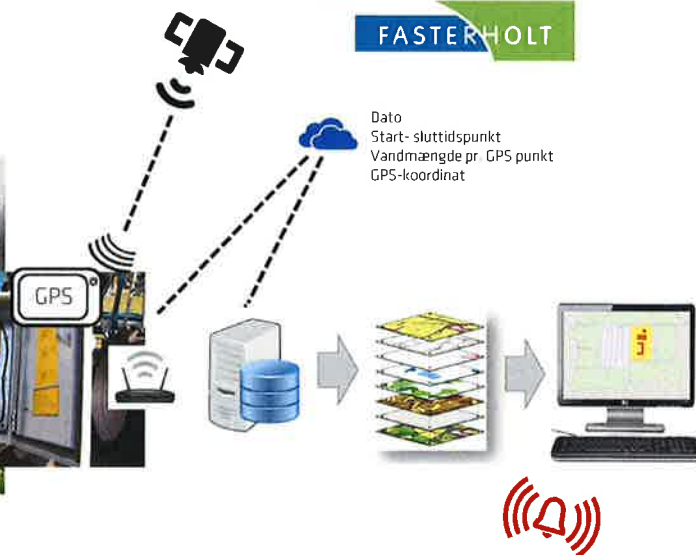 FASTERHOLT
Dato
Start- sluttidspunkt
Vandmængde pr. GPS punkt
GPS-koordinat
GPS